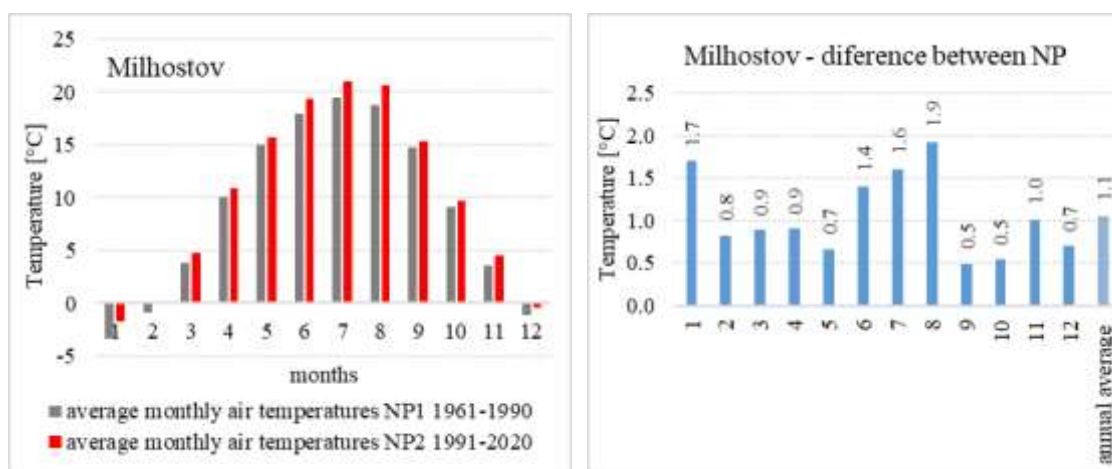 Milhostov
Temperature [°C]
25
20
15
10
5
0
-5
1 2 3 4 5 6 7 8 9 10 11 12
months
average monthly air temperatures NP1 1961-1990
average monthly air temperatures NP2 1991-2020
Milhostov - diference between NP
Temperature [°C]
2.5
2.0
1.5
1.0
0.5
0.0
1.7 0.8 0.9 0.9 0.7 1.4 1.6 1.9 0.5 0.5 1.0 0.7 1.1
1 2 3 4 5 6 7 8 9 10 11 12 annual average